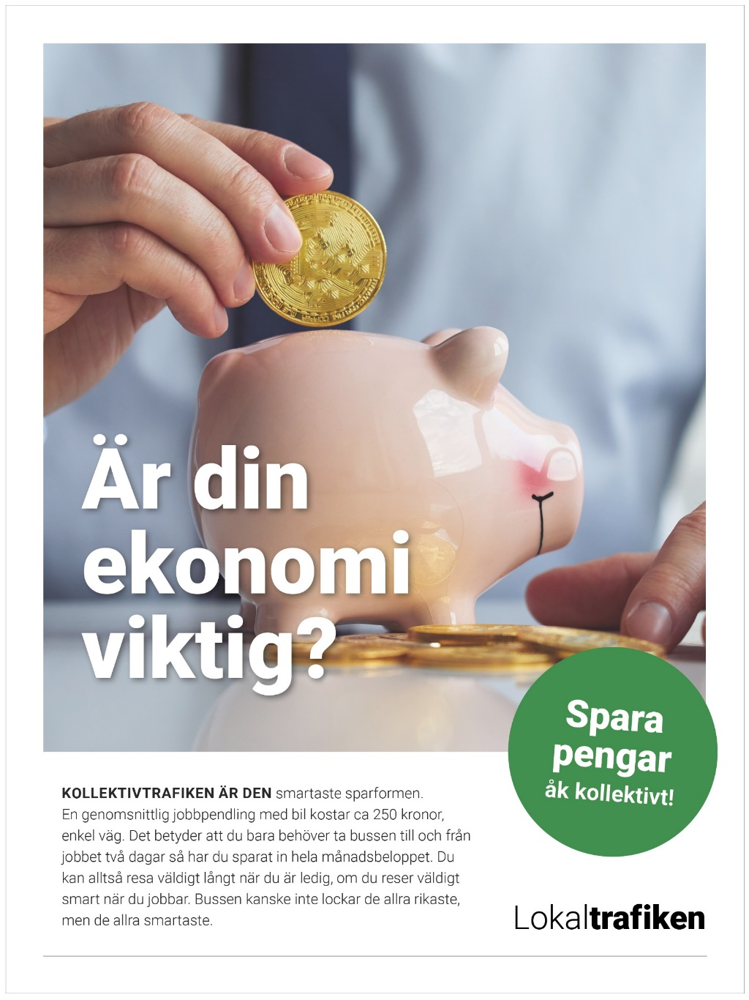 Är din
ekonomi
viktig?
Spara
pengar
åk kollektivt!
KOLLEKTIVTRAFIKEN ÄR DEN smartaste sparformen.
En genomsnittlig jobbpendling med bil kostar ca 250 kronor,
enkel väg. Det betyder att du bara behöver ta bussen till och från
jobbet två dagar så har du sparat in hela månadsbeloppet. Du
kan alltså resa väldigt långt när du är ledig, om du reser väldigt
smart när du jobbar. Bussen kanske inte lockar de allra rikaste,
men de allra smartaste.
Lokaltrafiken